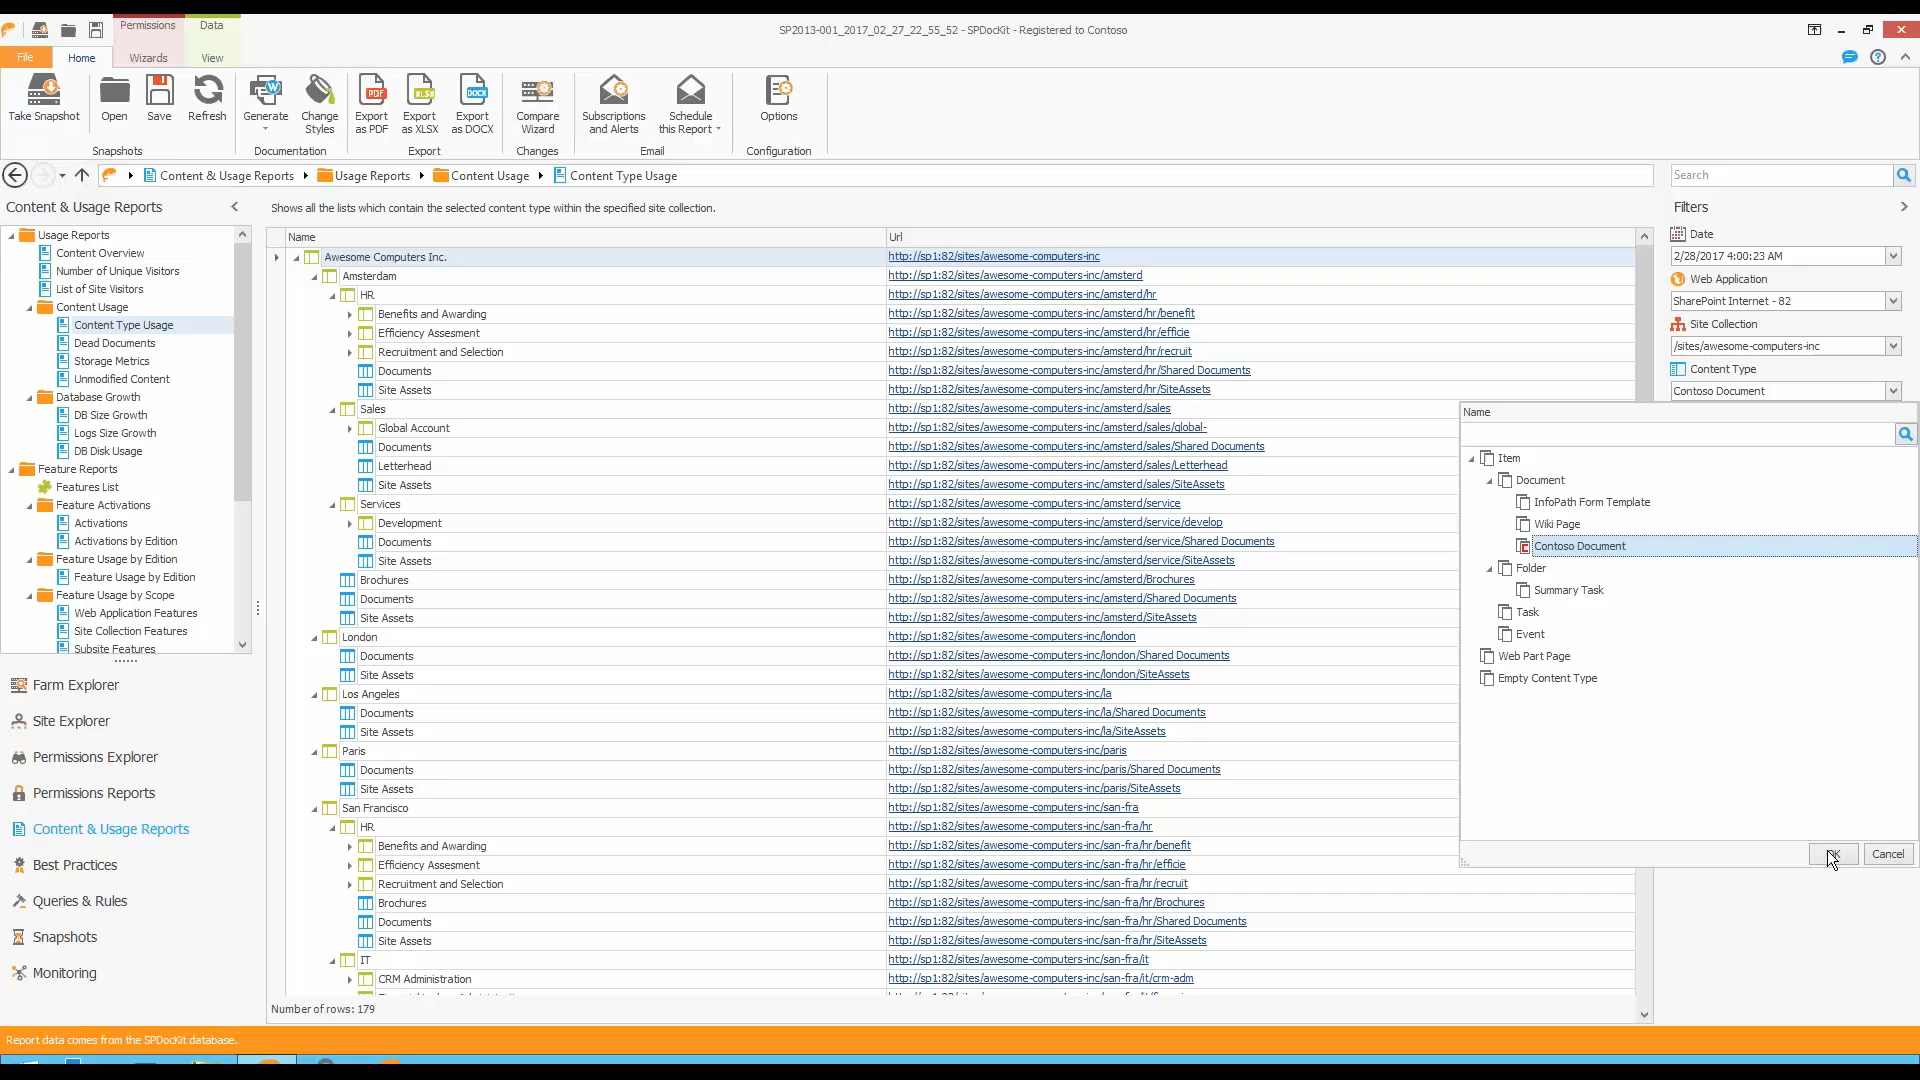 Permissions
Data
SP2013-001_2017_02_27_22_55_52 - SPDocKit - Registered to Contoso
File
Home
Wizards
View
Take Snapshot
Open
Save
Refresh
Generate
Change Styles
Export as PDF
Export as XLSX
Export as DOCX
Compare Wizard
Subscriptions and Alerts
Schedule this Report
Options
Snapshots
Documentation
Export
Changes
Email
Configuration
Content & Usage Reports
Usage Reports
Content Usage
Content Type Usage
Search
Content & Usage Reports
Usage Reports
Content Overview
Number of Unique Visitors
List of Site Visitors
Content Usage
Content Type Usage
Dead Documents
Storage Metrics
Unmodified Content
Database Growth
DB Size Growth
Logs Size Growth
DB Disk Usage
Feature Reports
Features List
Feature Activations
Activations
Activations by Edition
Feature Usage by Edition
Feature Usage by Edition
Feature Usage by Scope
Web Application Features
Site Collection Features
Subsite Features
Farm Explorer
Site Explorer
Permissions Explorer
Permissions Reports
Content & Usage Reports
Best Practices
Queries & Rules
Snapshots
Monitoring
Shows all the lists which contain the selected content type within the specified site collection.
Name Url
Awesome Computers Inc. http://sp1:82/sites/awesome-computers-inc
Amsterdam http://sp1:82/sites/awesome-computers-inc/amsterd
HR http://sp1:82/sites/awesome-computers-inc/amsterd/hr
Benefits and Awarding http://sp1:82/sites/awesome-computers-inc/amsterd/hr/benefit
Efficiency Assesment http://sp1:82/sites/awesome-computers-inc/amsterd/hr/efficie
Recruitment and Selection http://sp1:82/sites/awesome-computers-inc/amsterd/hr/recruit
Documents http://sp1:82/sites/awesome-computers-inc/amsterd/hr/Shared Documents
Site Assets http://sp1:82/sites/awesome-computers-inc/amsterd/hr/SiteAssets
Sales http://sp1:82/sites/awesome-computers-inc/amsterd/sales
Global Account http://sp1:82/sites/awesome-computers-inc/amsterd/sales/global-
Documents http://sp1:82/sites/awesome-computers-inc/amsterd/sales/Shared Documents
Letterhead http://sp1:82/sites/awesome-computers-inc/amsterd/sales/Letterhead
Site Assets http://sp1:82/sites/awesome-computers-inc/amsterd/sales/SiteAssets
Services http://sp1:82/sites/awesome-computers-inc/amsterd/service
Development http://sp1:82/sites/awesome-computers-inc/amsterd/service/develop
Documents http://sp1:82/sites/awesome-computers-inc/amsterd/service/Shared Documents
Site Assets http://sp1:82/sites/awesome-computers-inc/amsterd/service/SiteAssets
Brochures http://sp1:82/sites/awesome-computers-inc/amsterd/Brochures
Documents http://sp1:82/sites/awesome-computers-inc/amsterd/Shared Documents
Site Assets http://sp1:82/sites/awesome-computers-inc/amsterd/SiteAssets
London http://sp1:82/sites/awesome-computers-inc/london
Documents http://sp1:82/sites/awesome-computers-inc/london/Shared Documents
Site Assets http://sp1:82/sites/awesome-computers-inc/london/SiteAssets
Los Angeles http://sp1:82/sites/awesome-computers-inc/la
Documents http://sp1:82/sites/awesome-computers-inc/la/Shared Documents
Site Assets http://sp1:82/sites/awesome-computers-inc/la/SiteAssets
Paris http://sp1:82/sites/awesome-computers-inc/paris
Documents http://sp1:82/sites/awesome-computers-inc/paris/Shared Documents
Site Assets http://sp1:82/sites/awesome-computers-inc/paris/SiteAssets
San Francisco http://sp1:82/sites/awesome-computers-inc/san-fra
HR http://sp1:82/sites/awesome-computers-inc/san-fra/hr
Benefits and Awarding http://sp1:82/sites/awesome-computers-inc/san-fra/hr/benefit
Efficiency Assesment http://sp1:82/sites/awesome-computers-inc/san-fra/hr/efficie
Recruitment and Selection http://sp1:82/sites/awesome-computers-inc/san-fra/hr/recruit
Brochures http://sp1:82/sites/awesome-computers-inc/san-fra/hr/Brochures
Documents http://sp1:82/sites/awesome-computers-inc/san-fra/hr/Shared Documents
Site Assets http://sp1:82/sites/awesome-computers-inc/san-fra/hr/SiteAssets
IT http://sp1:82/sites/awesome-computers-inc/san-fra/it
CRM Administration http://sp1:82/sites/awesome-computers-inc/san-fra/it/crm-adm
Number of rows: 179
Filters
Date
2/28/2017 4:00:23 AM
Web Application
SharePoint Internet - 82
Site Collection
/sites/awesome-computers-inc
Content Type
Contoso Document
Name
Item
Document
InfoPath Form Template
Wiki Page
Contoso Document
Folder
Summary Task
Task
Event
Web Part Page
Empty Content Type
OK
Cancel
Report data comes from the SPDocKit database.